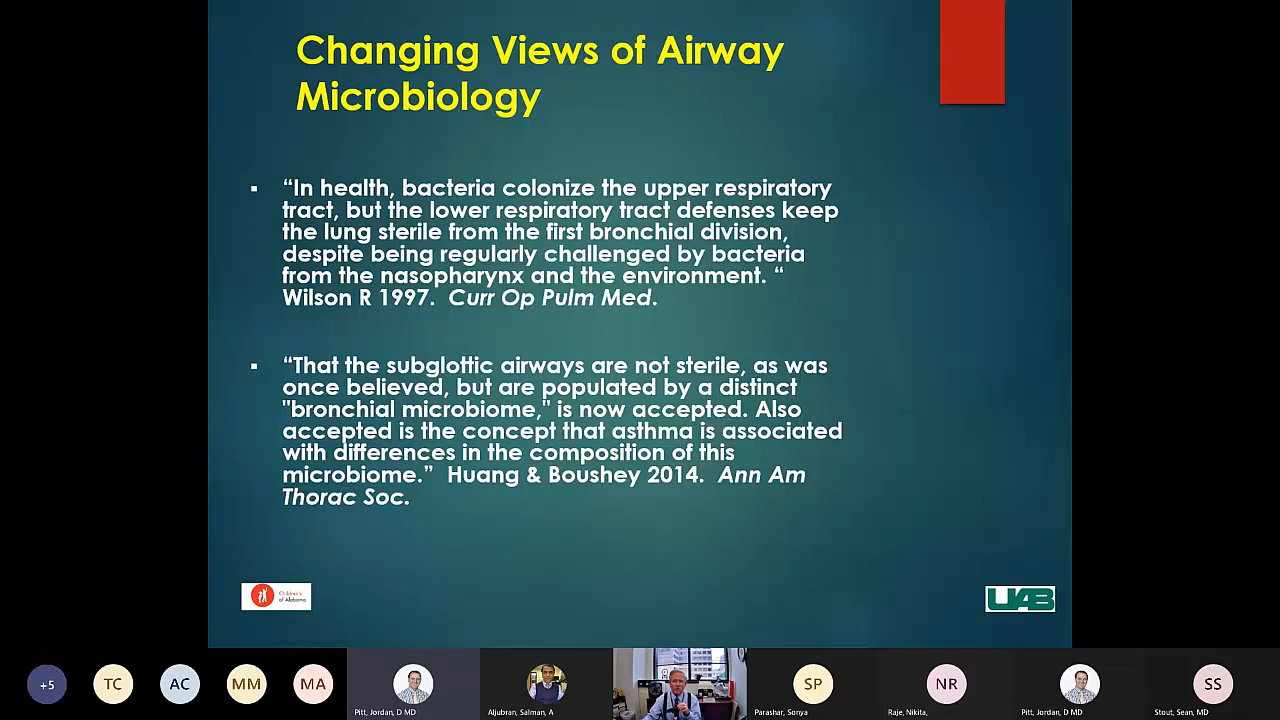 Changing Views of Airway
Microbiology
▪ “In health, bacteria colonize the upper respiratory
tract, but the lower respiratory tract defenses keep
the lung sterile from the first bronchial division,
despite being regularly challenged by bacteria
from the nasopharynx and the environment. “
Wilson R 1997. Curr Op Pulm Med.
▪ “That the subglottic airways are not sterile, as was
once believed, but are populated by a distinct
"bronchial microbiome," is now accepted. Also
accepted is the concept that asthma is associated
with differences in the composition of this
microbiome.” Huang & Boushey 2014. Ann Am
Thorac Soc.
Children's
of Alabama
UAB
+5
TC
AC
MM
MA
SP
NR
SS
Pitt, Jordan, D MD
Aljubran, Salman, A
Parashar, Sonya
Raje, Nikita,
Pitt, Jordan, D MD
Stout, Sean, MD